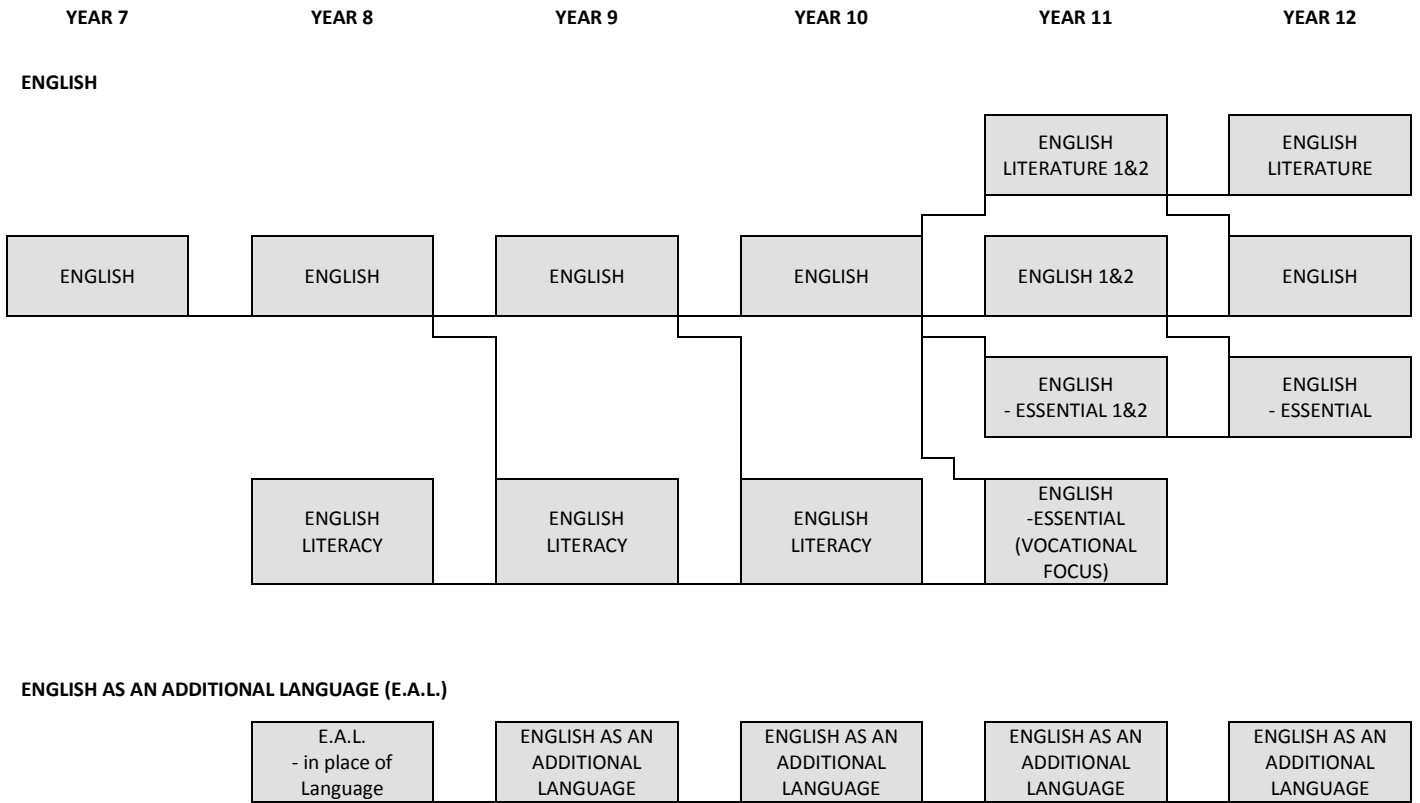 YEAR 7 YEAR 8 YEAR 9 YEAR 10 YEAR 11 YEAR 12
ENGLISH
ENGLISH
LITERATURE 1&2
ENGLISH
LITERATURE
ENGLISH
ENGLISH
ENGLISH
ENGLISH
ENGLISH 1&2
ENGLISH
ENGLISH
- ESSENTIAL 1&2
ENGLISH
- ESSENTIAL
ENGLISH
LITERACY
ENGLISH
LITERACY
ENGLISH
LITERACY
ENGLISH
-ESSENTIAL
(VOCATIONAL
FOCUS)
ENGLISH AS AN ADDITIONAL LANGUAGE (E.A.L.)
E.A.L.
- in place of
Language
ENGLISH AS AN
ADDITIONAL
LANGUAGE
ENGLISH AS AN
ADDITIONAL
LANGUAGE
ENGLISH AS AN
ADDITIONAL
LANGUAGE
ENGLISH AS AN
ADDITIONAL
LANGUAGE